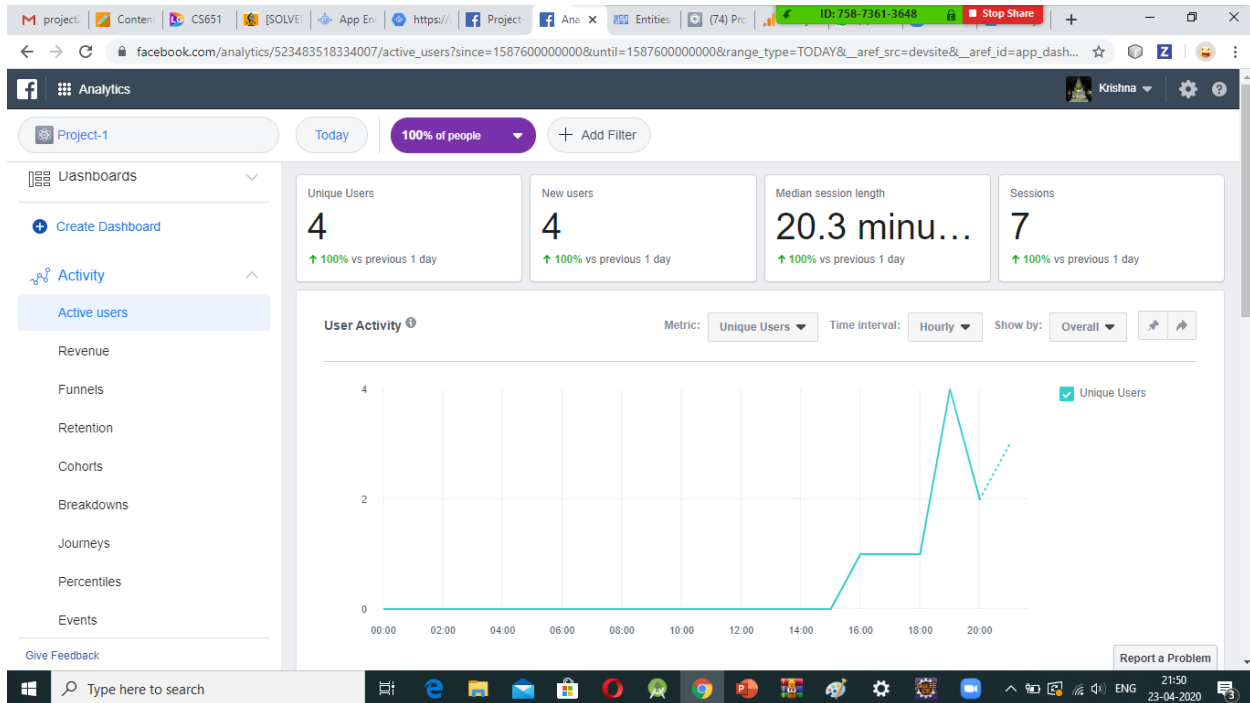 project: Content CS651 [SOLVE App En https:// Project- Ana Entities (74) Pro ID: 758-7361-3648 Stop Share
facebook.com/analytics/523483518334007/active_users?since=15876000000000&until=1587600000000&range_type=TODAY&__aref_src=devsite&__aref_id=app_dash...
Analytics Krishna
Project-1 Today 100% of people Add Filter
Dashboards
Create Dashboard
Activity
Active users
Revenue
Funnels
Retention
Cohorts
Breakdowns
Journeys
Percentiles
Events
Give Feedback
Unique Users New users Median session length Sessions
4 4 20.3 minu... 7
100% vs previous 1 day 100% vs previous 1 day 100% vs previous 1 day 100% vs previous 1 day
User Activity Metric: Unique Users Time interval: Hourly Show by: Overall
4
2
0
00:00 02:00 04:00 06:00 08:00 10:00 12:00 14:00 16:00 18:00 20:00
Unique Users
Report a Problem
Type here to search ENG 21:50
23-04-2020 3